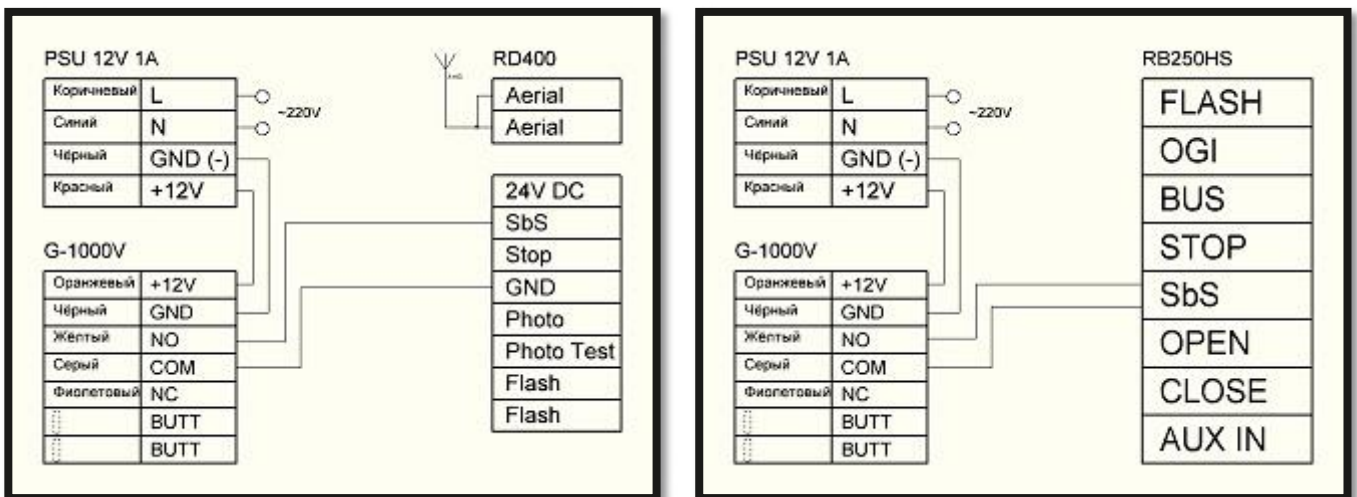 PSU 12V 1A
Коричневый L
Синий N
~220V
Чёрный GND (-)
Красный +12V
G-1000V
Оранжевый +12V
Чёрный GND
Жёлтый NO
Серый COM
Фиолетовый NC
BUTT
BUTT
RD400
Aerial
Aerial
24V DC
SbS
Stop
GND
Photo
Photo Test
Flash
Flash
PSU 12V 1A
Коричневый L
Синий N
~220V
Чёрный GND (-)
Красный +12V
G-1000V
Оранжевый +12V
Чёрный GND
Жёлтый NO
Серый COM
Фиолетовый NC
BUTT
BUTT
RB250HS
FLASH
OGI
BUS
STOP
SbS
OPEN
CLOSE
AUX IN